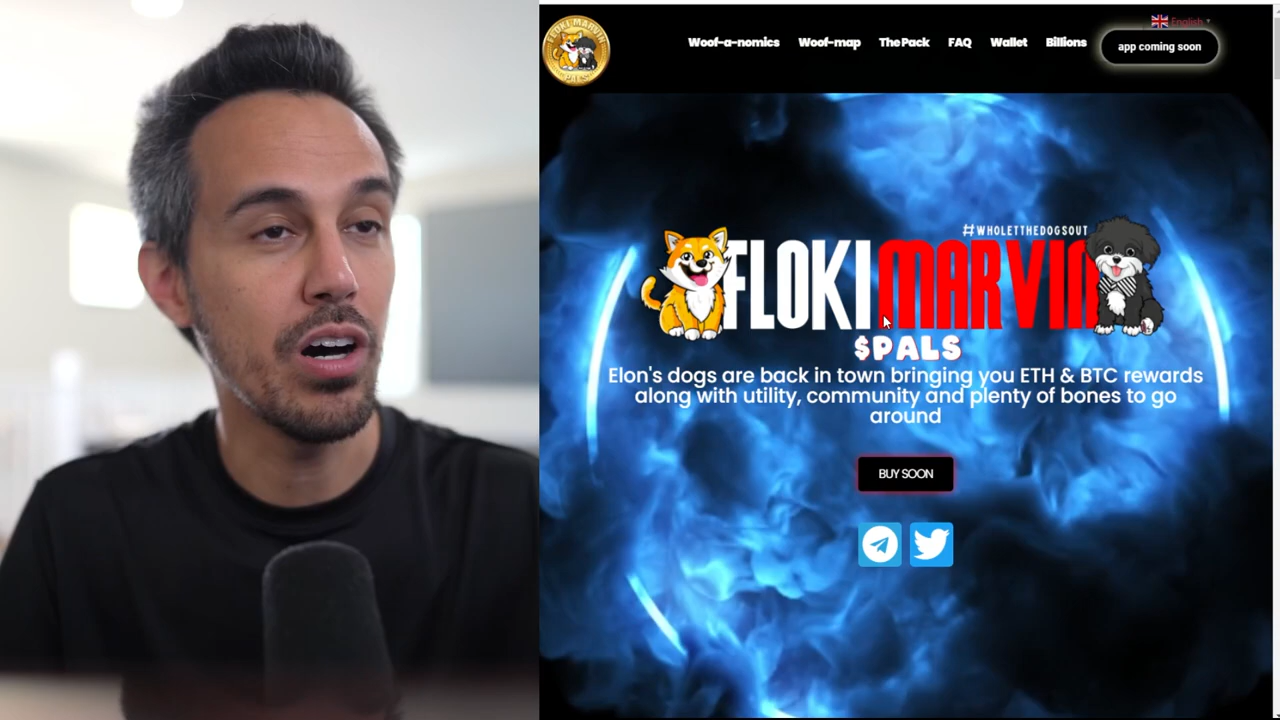 English
FLOKI MARVIN
Woof-a-nomics Woof-map The Pack FAQ Wallet Billions app coming soon
#WHOLETTHEDOGSOUT
FLOKIMARVIN
$PALS
Elon's dogs are back in town bringing you ETH & BTC rewards
along with utility, community and plenty of bones to go
around
BUY SOON